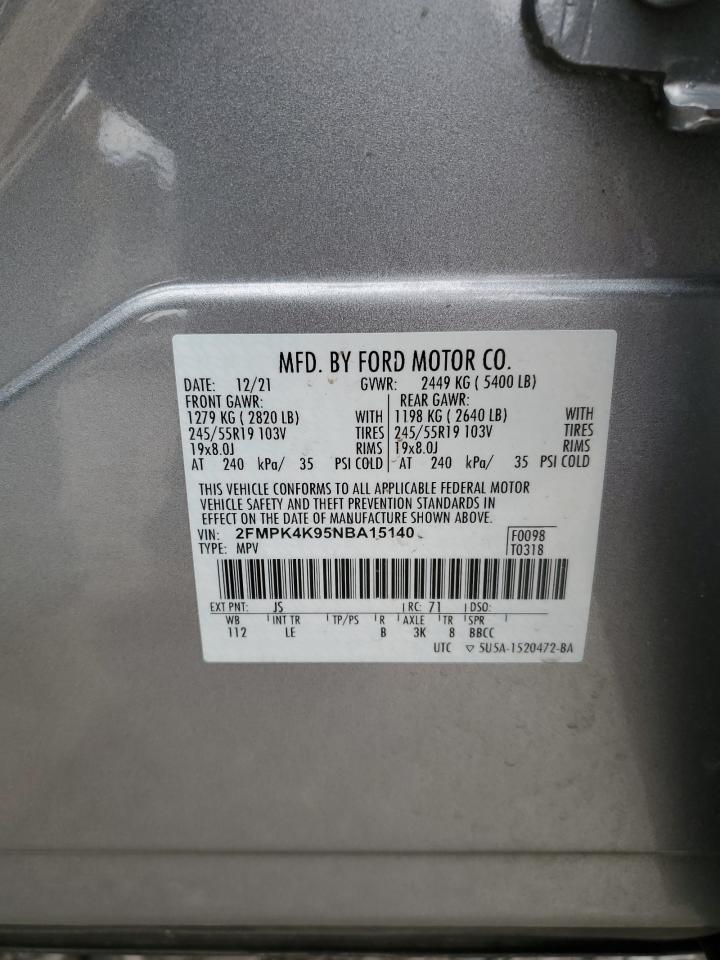 MFD. BY FORD MOTOR CO.
DATE: 12/21 GVWR: 2449 KG ( 5400 LB)
FRONT GAWR: REAR GAWR:
1279 KG ( 2820 LB) WITH 1198 KG ( 2640 LB) WITH
245/55R19 103V TIRES 245/55R19 103V TIRES
19x8.0J RIMS 19x8.0J RIMS
AT 240 kPa/ 35 PSI COLD AT 240 kPa/ 35 PSI COLD
THIS VEHICLE CONFORMS TO ALL APPLICABLE FEDERAL MOTOR
VEHICLE SAFETY AND THEFT PREVENTION STANDARDS IN
EFFECT ON THE DATE OF MANUFACTURE SHOWN ABOVE.
VIN: 2FMPK4K95NBA15140 F0098
TYPE: MPV T0318
EXT PNT: JS RC: 71 DSO:
WB INT TR TP/PS R AXLE TR SPR
112 LE B 3K 8 BBCC
UTC ▽ 5U5A-1520472-BA